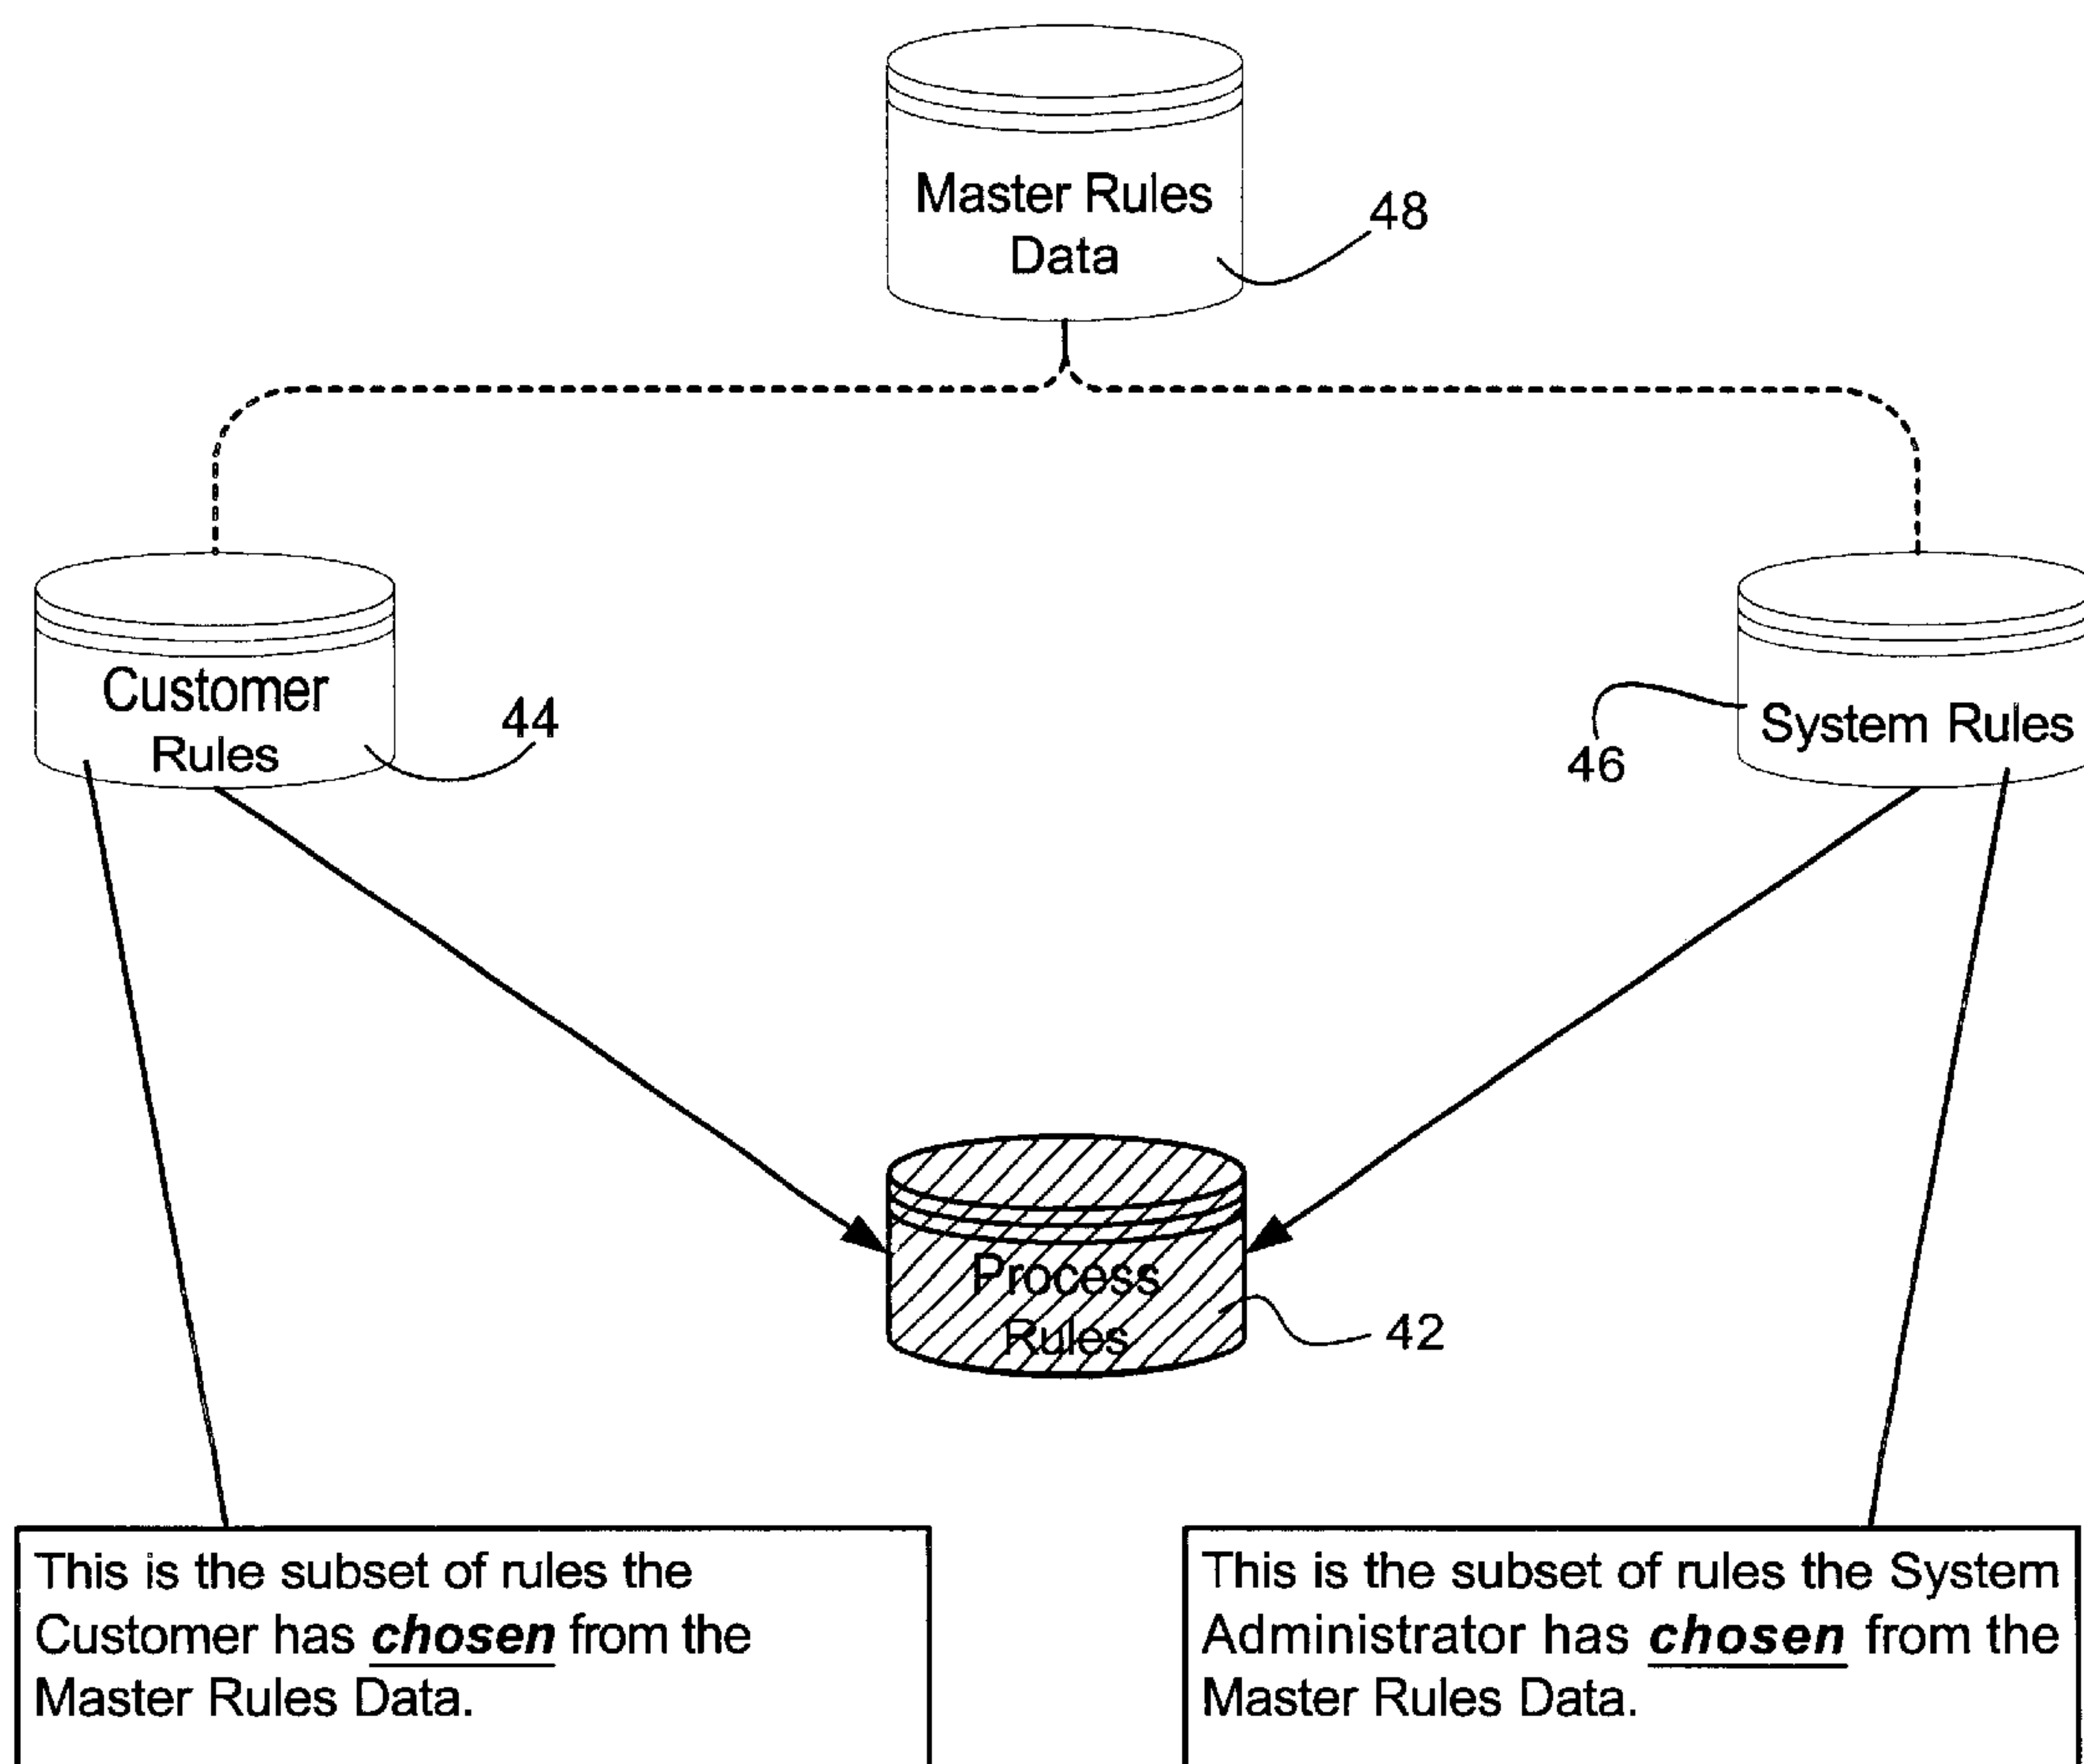 Master Rules
Data
48
Customer
Rules
44
System Rules
46
Process
Rules
42
This is the subset of rules the
Customer has chosen from the
Master Rules Data.
This is the subset of rules the System
Administrator has chosen from the
Master Rules Data.